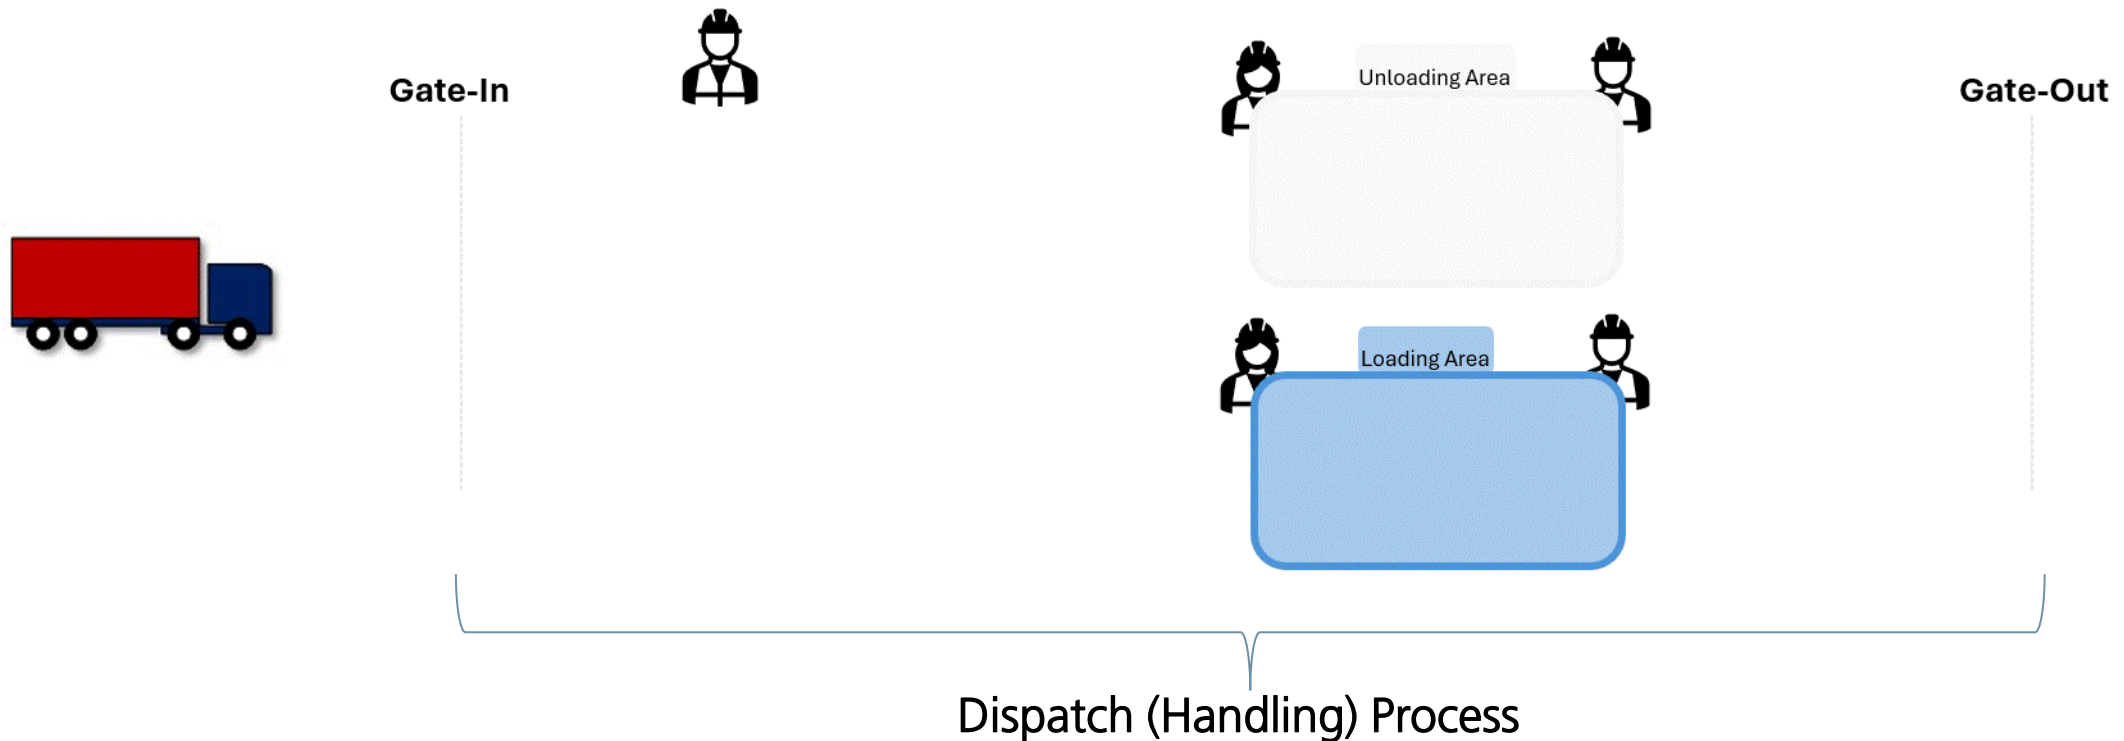 Gate-In
Unloading Area
Gate-Out
Loading Area
Dispatch (Handling) Process